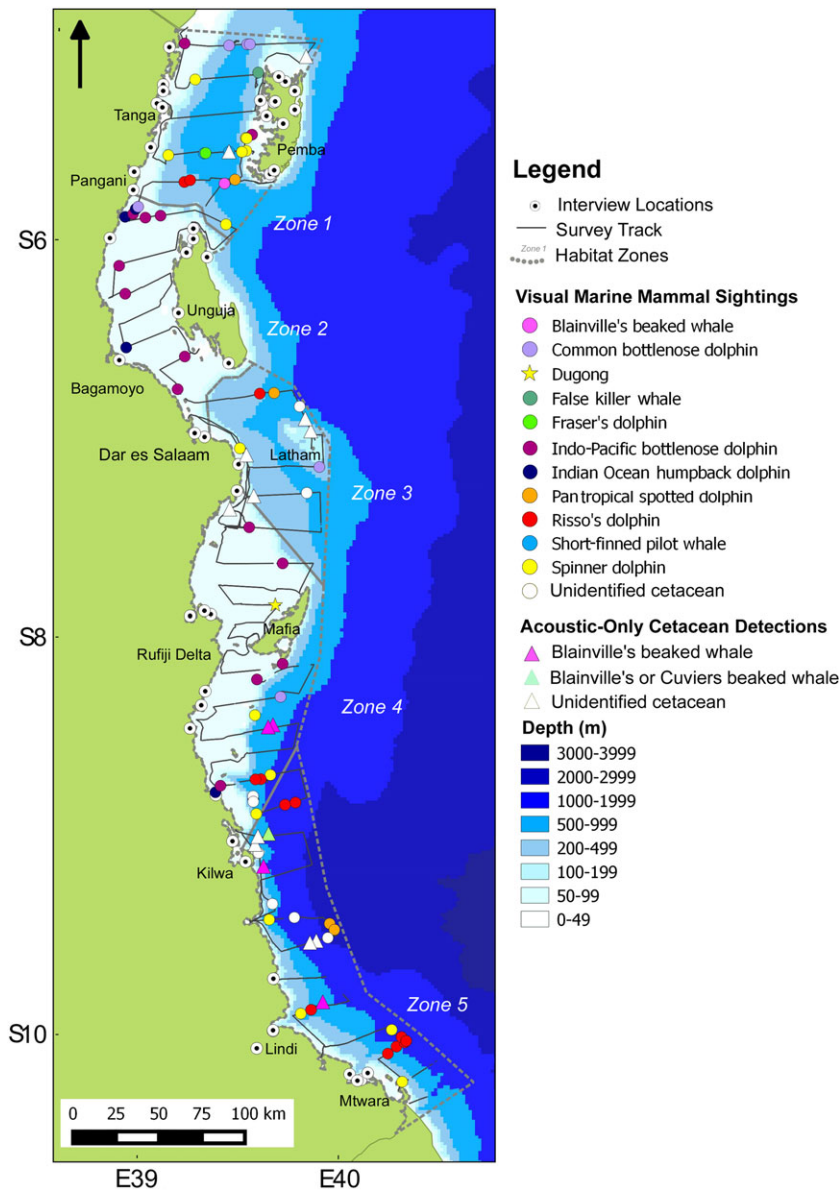 Tanga
Pemba
Pangani
Zone 1
S6
Unguja
Zone 2
Bagamoyo
Dar es Salaam
Latham
Zone 3
Mafia
S8
Rufiji Delta
Zone 4
Kilwa
Zone 5
S10
Lindi
Mtwara
0 25 50 75 100 km
E39 E40
Legend
Interview Locations
Survey Track
Zone 1 Habitat Zones
Visual Marine Mammal Sightings
Blainville's beaked whale
Common bottlenose dolphin
Dugong
False killer whale
Fraser's dolphin
Indo-Pacific bottlenose dolphin
Indian Ocean humpback dolphin
Pantropical spotted dolphin
Risso's dolphin
Short-finned pilot whale
Spinner dolphin
Unidentified cetacean
Acoustic-Only Cetacean Detections
Blainville's beaked whale
Blainville's or Cuviers beaked whale
Unidentified cetacean
Depth (m)
3000-3999
2000-2999
1000-1999
500-999
200-499
100-199
50-99
0-49